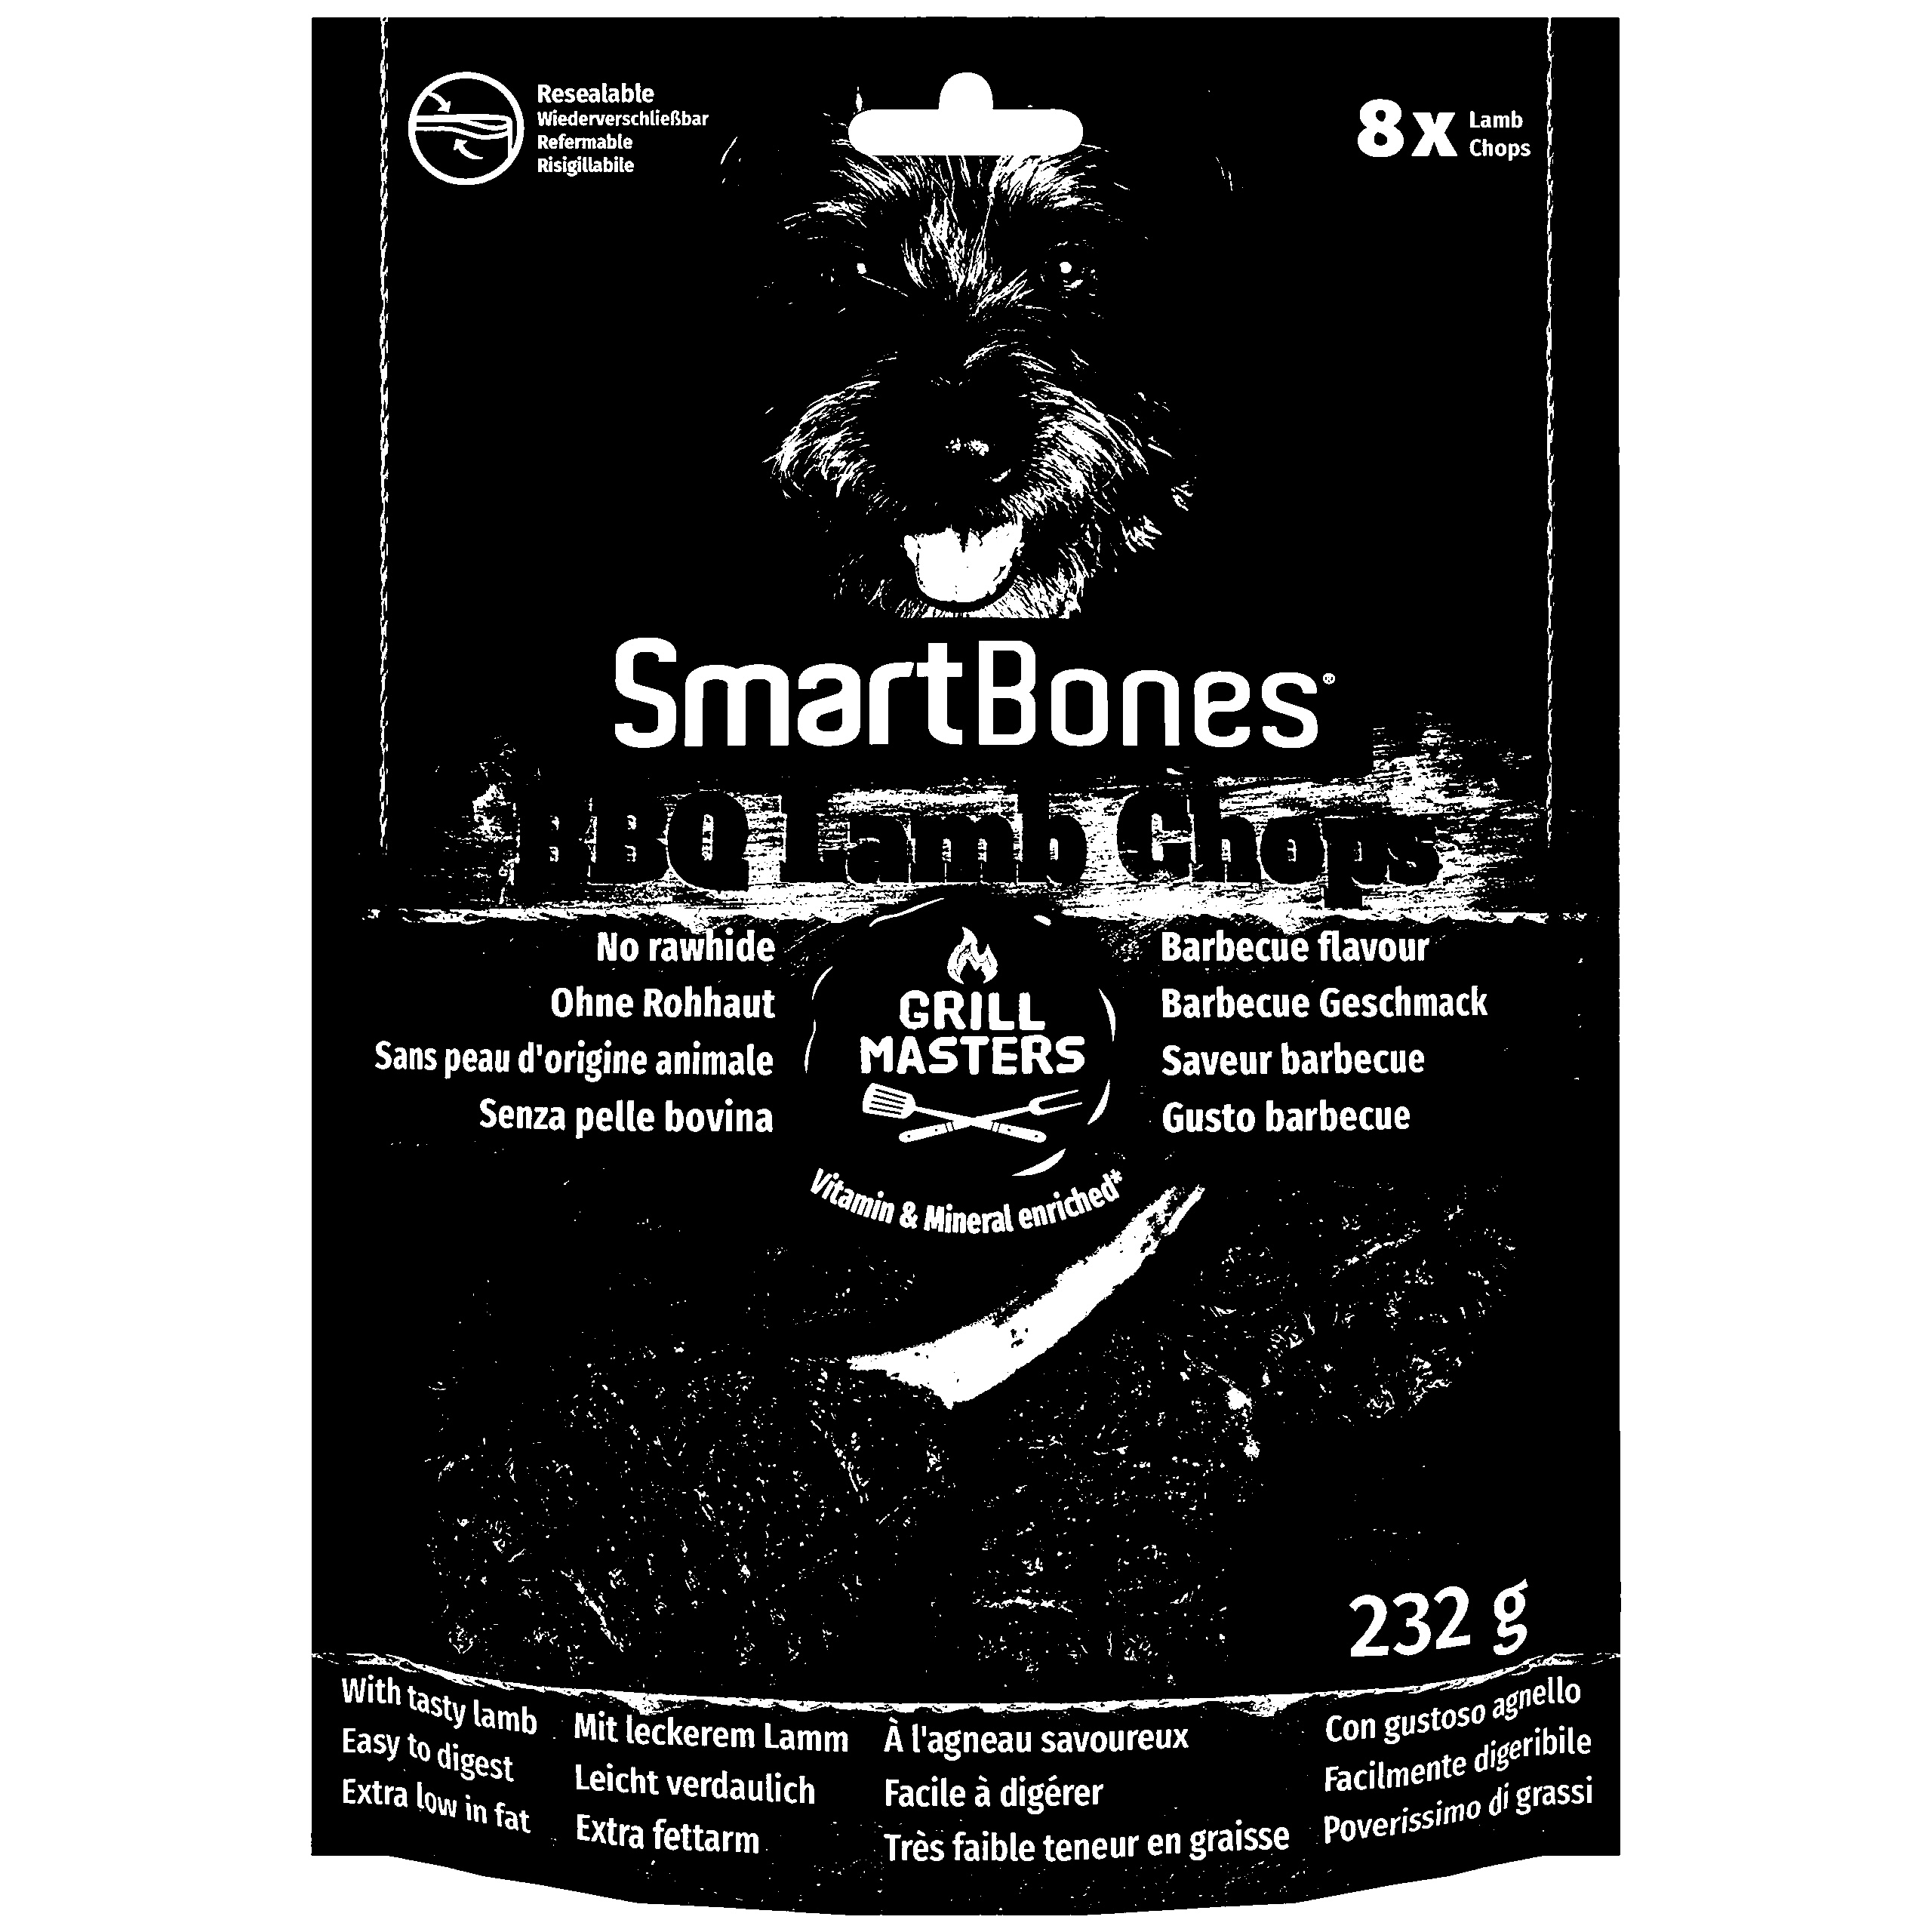 Resealable
Wiederverschließbar
Refermable
Risigillabile
8x Lamb
Chops
SmartBones®
BBQ Lamb Chops
No rawhide
Ohne Rohhaut
Sans peau d'origine animale
Senza pelle bovina
GRILL
MASTERS
Vitamin & Mineral enriched*
Barbecue flavour
Barbecue Geschmack
Saveur barbecue
Gusto barbecue
232 g
With tasty lamb
Easy to digest
Extra low in fat
Mit leckerem Lamm
Leicht verdaulich
Extra fettarm
À l'agneau savoureux
Facile à digérer
Très faible teneur en graisse
Con gustoso agnello
Facilmente digeribile
Poverissimo di grassi